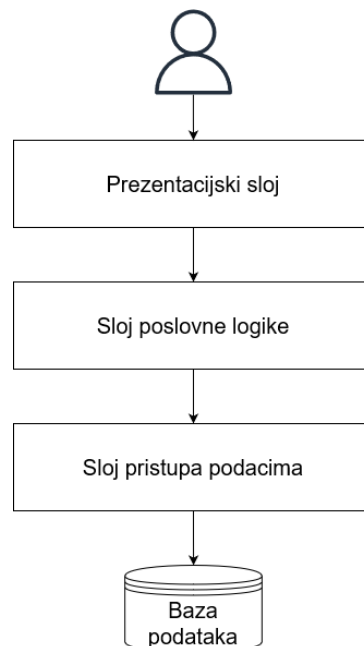 Prezentacijski sloj
Sloj poslovne logike
Sloj pristupa podacima
Baza
podataka